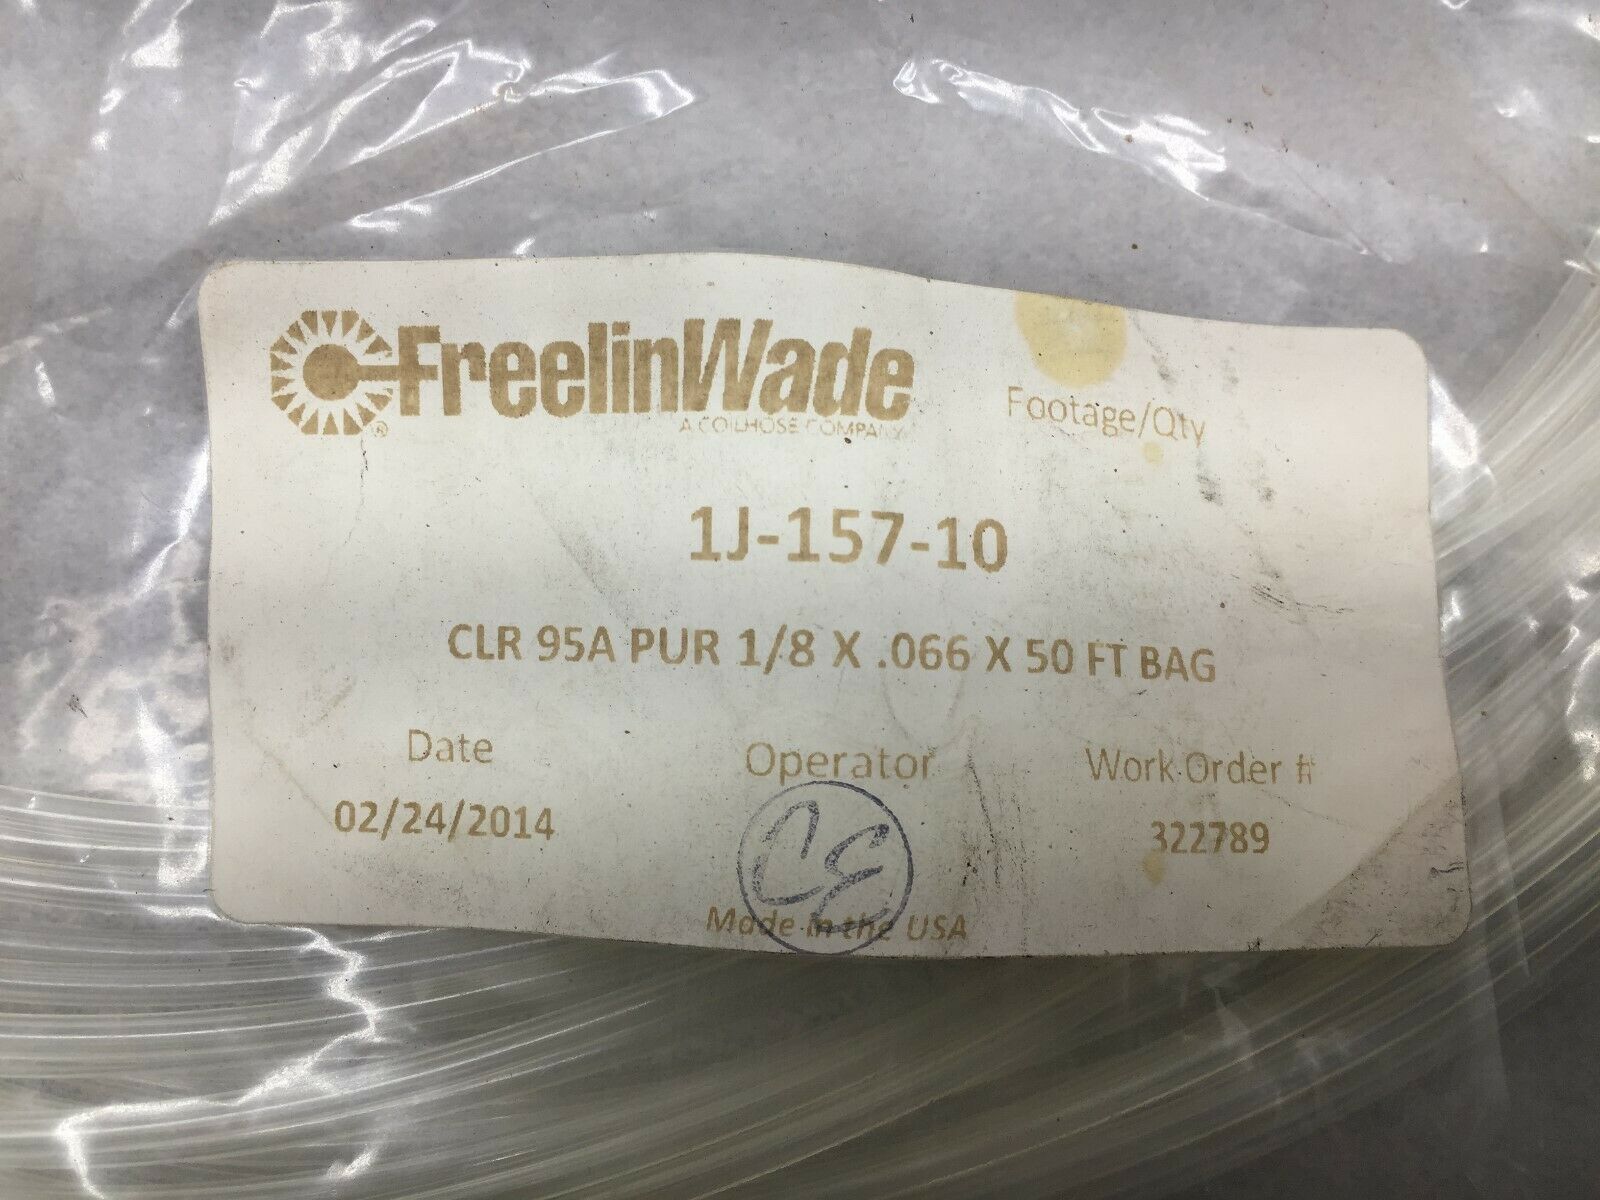 FreelinWade
®
A COILHOSE COMPANY
Footage/Qty
1J-157-10
CLR 95A PUR 1/8 X .066 X 50 FT BAG
Date
Operator
Work Order #
02/24/2014
CE
322789
Made in the USA